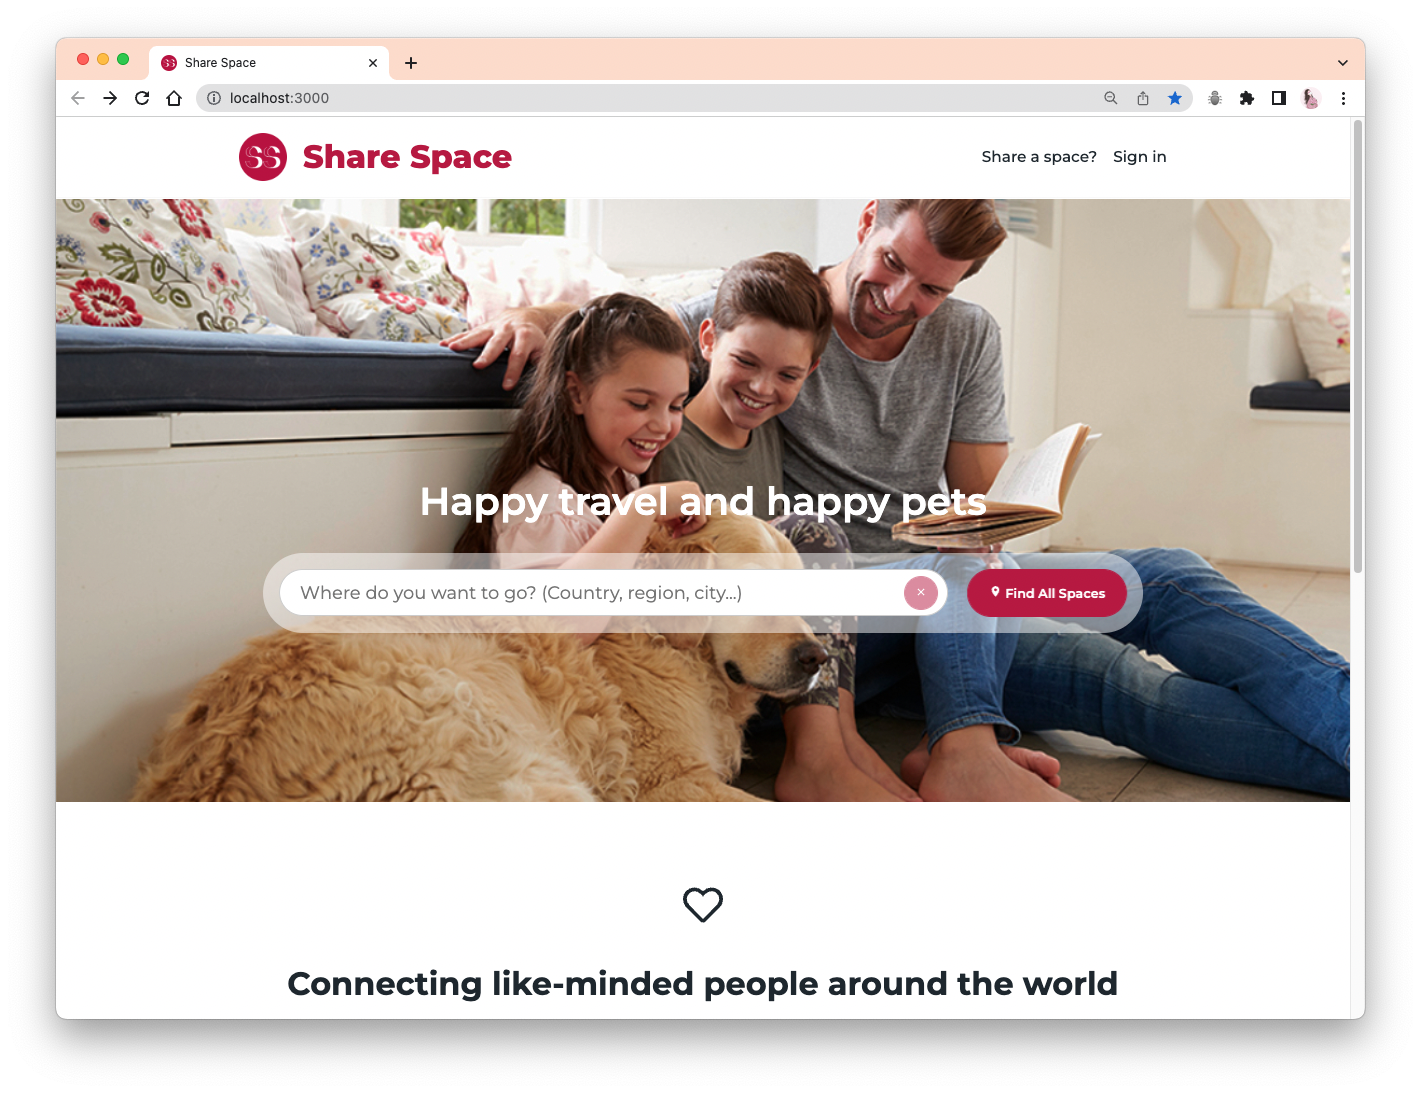 Share Space
localhost:3000
SS Share Space
Share a space? Sign in
Happy travel and happy pets
Where do you want to go? (Country, region, city...)
Find All Spaces
Connecting like-minded people around the world